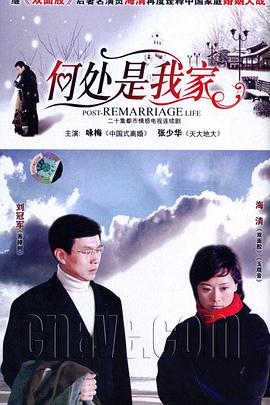 继《双面胶》后著名演员海清再度诠释中国家庭婚姻大战
何处是我家
POST-REMARRIAGE LIFE
二十集都市情感电视连续剧
主演：咏梅（中国式离婚） 张少华（天大地大）
刘冠军
海清
《双面胶》
《玉观音》
cnave.com